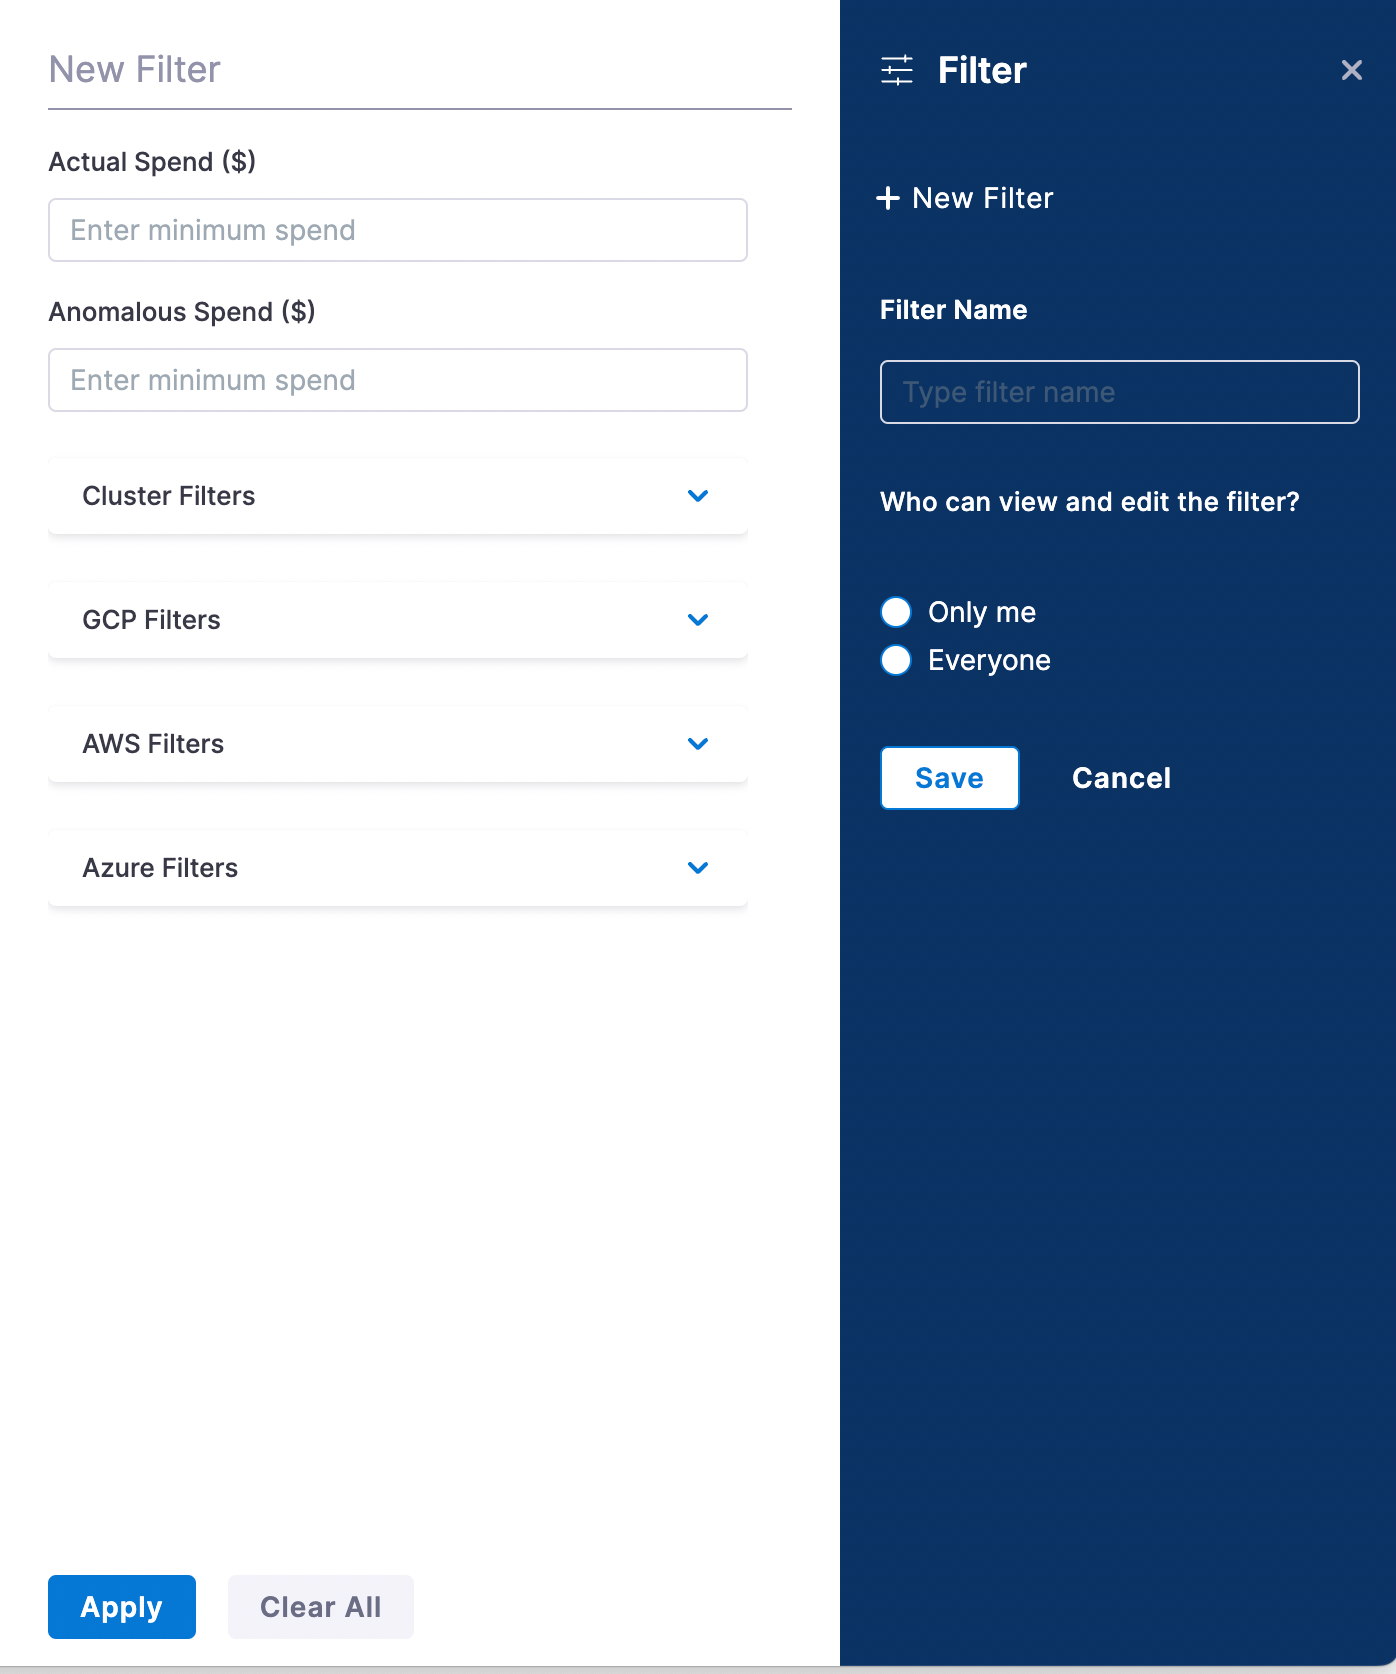 New Filter
Actual Spend ($)
Enter minimum spend
Anomalous Spend ($)
Enter minimum spend
Cluster Filters
GCP Filters
AWS Filters
Azure Filters
Apply
Clear All
Filter
New Filter
Filter Name
Type filter name
Who can view and edit the filter?
Only me
Everyone
Save
Cancel